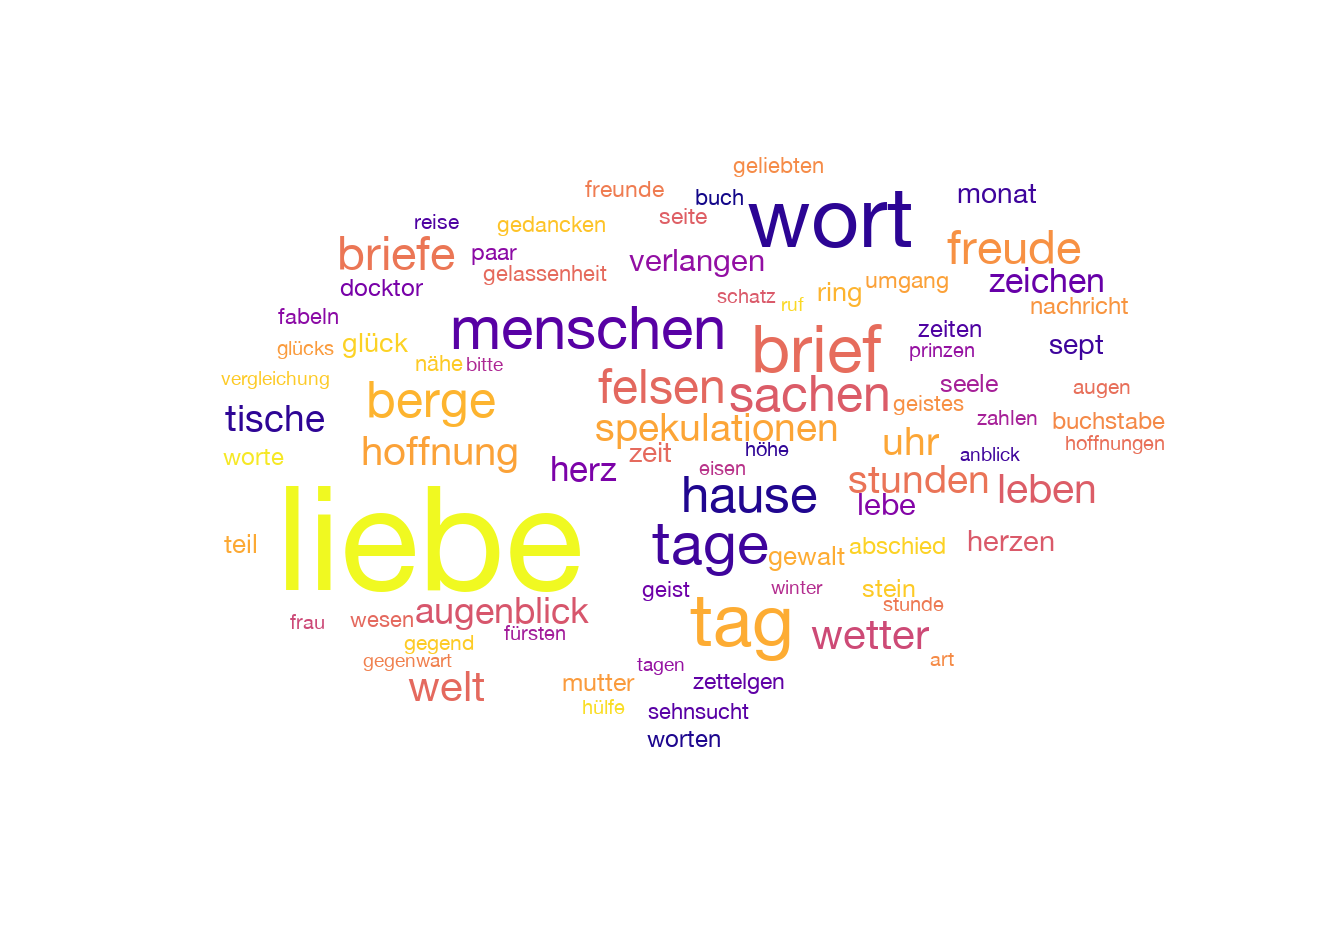 geliebten
freunde
buch
monat
wort
reise
gedancken
seite
freude
briefe
paar
verlangen
gelassenheit
zeichen
docktor
umgang
ring
schatz
ruf
nachricht
fabeln
menschen
zeiten
glücks
glück
brief
prinzen
sept
nähe
bitte
vergleichung
felsen
sachen
seele
augen
berge
geistes
tische
zahlen
buchstabe
spekulationen
uhr
hoffnungen
worte
hoffnung
zeit
höhe
anblick
herz
eisen
stunden
leben
hause
lebe
liebe
teil
tage
gewalt
abschied
herzen
geist
winter
stein
stunde
augenblick
frau
wesen
fürsten
tag
wetter
gegend
gegenwart
tagen
art
welt
mutter
zettelgen
hülfe
sehnsucht
worten